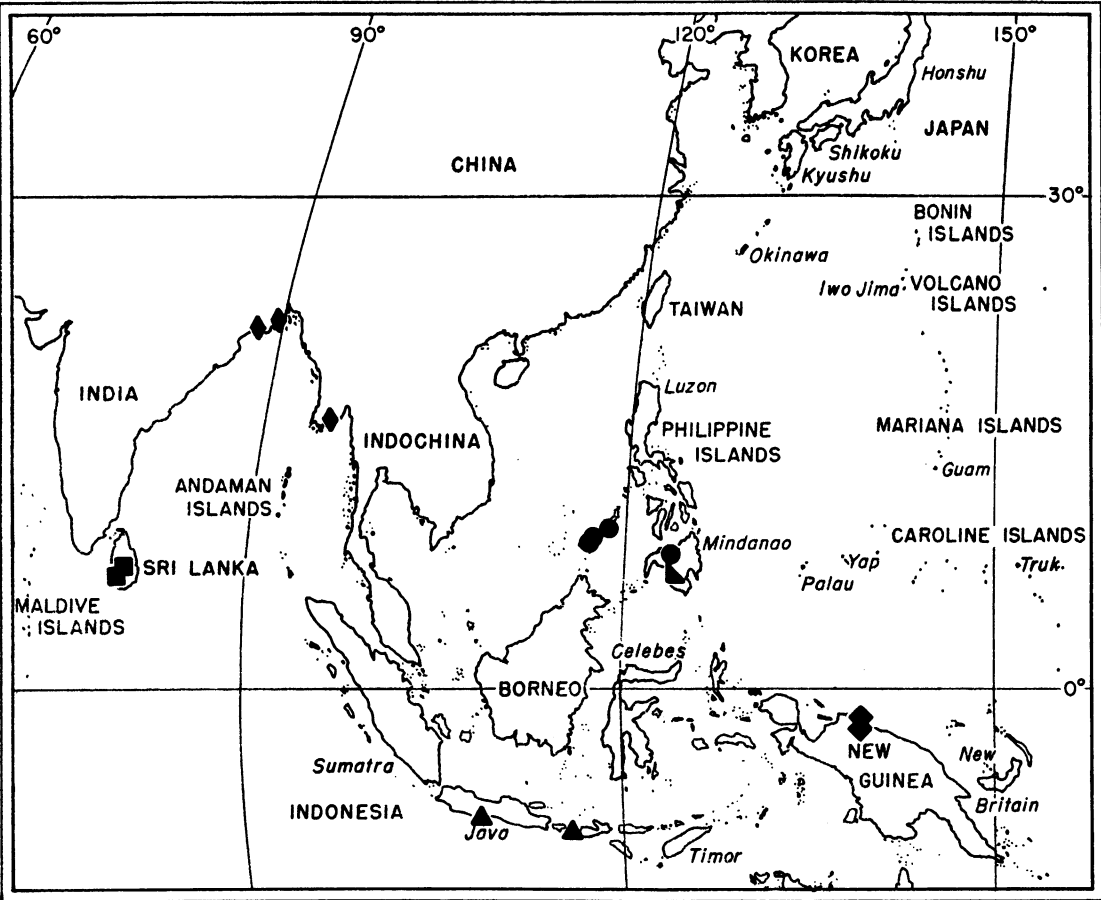 60°
90°
120°
150°
KOREA
Honshu
JAPAN
CHINA
Shikoku
Kyushu
30°
BONIN
ISLANDS
Okinawa
Iwo Jima
VOLCANO
ISLANDS
TAIWAN
INDIA
Luzon
INDOCHINA
PHILIPPINE
ISLANDS
MARIANA ISLANDS
Guam
ANDAMAN
ISLANDS
CAROLINE ISLANDS
Mindanao
Yap
Truk
Palau
SRI LANKA
MALDIVE
ISLANDS
Celebes
BORNEO
0°
Sumatra
NEW
GUINEA
New
Britain
INDONESIA
Java
Timor